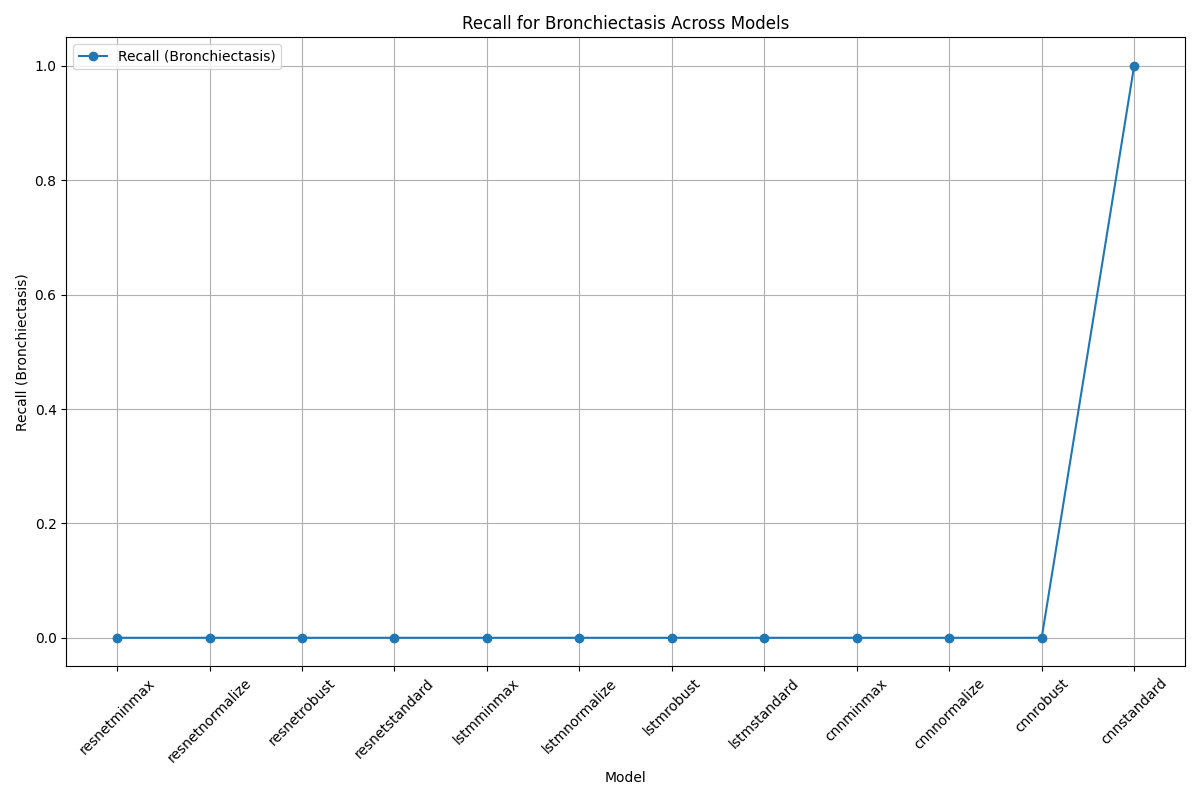 Recall for Bronchiectasis Across Models
Recall (Bronchiectasis)
1.0
0.8
0.6
0.4
0.2
0.0
Recall (Bronchiectasis)
resnetminmax
resnetnormalize
resnetrobust
resnetstandard
lstmminmax
lstmnormalize
lstmrobust
lstmstandard
cnnminmax
cnnnormalize
cnnrobust
cnnstandard
Model